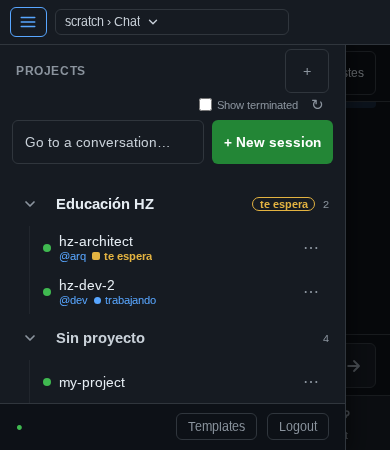 scratch › Chat
PROJECTS
+
Show terminated ↻
Go to a conversation…
+ New session
Educación HZ te espera 2
hz-architect ···
@arq te espera
hz-dev-2 ···
@dev trabajando
Sin proyecto 4
my-project ···
Templates Logout